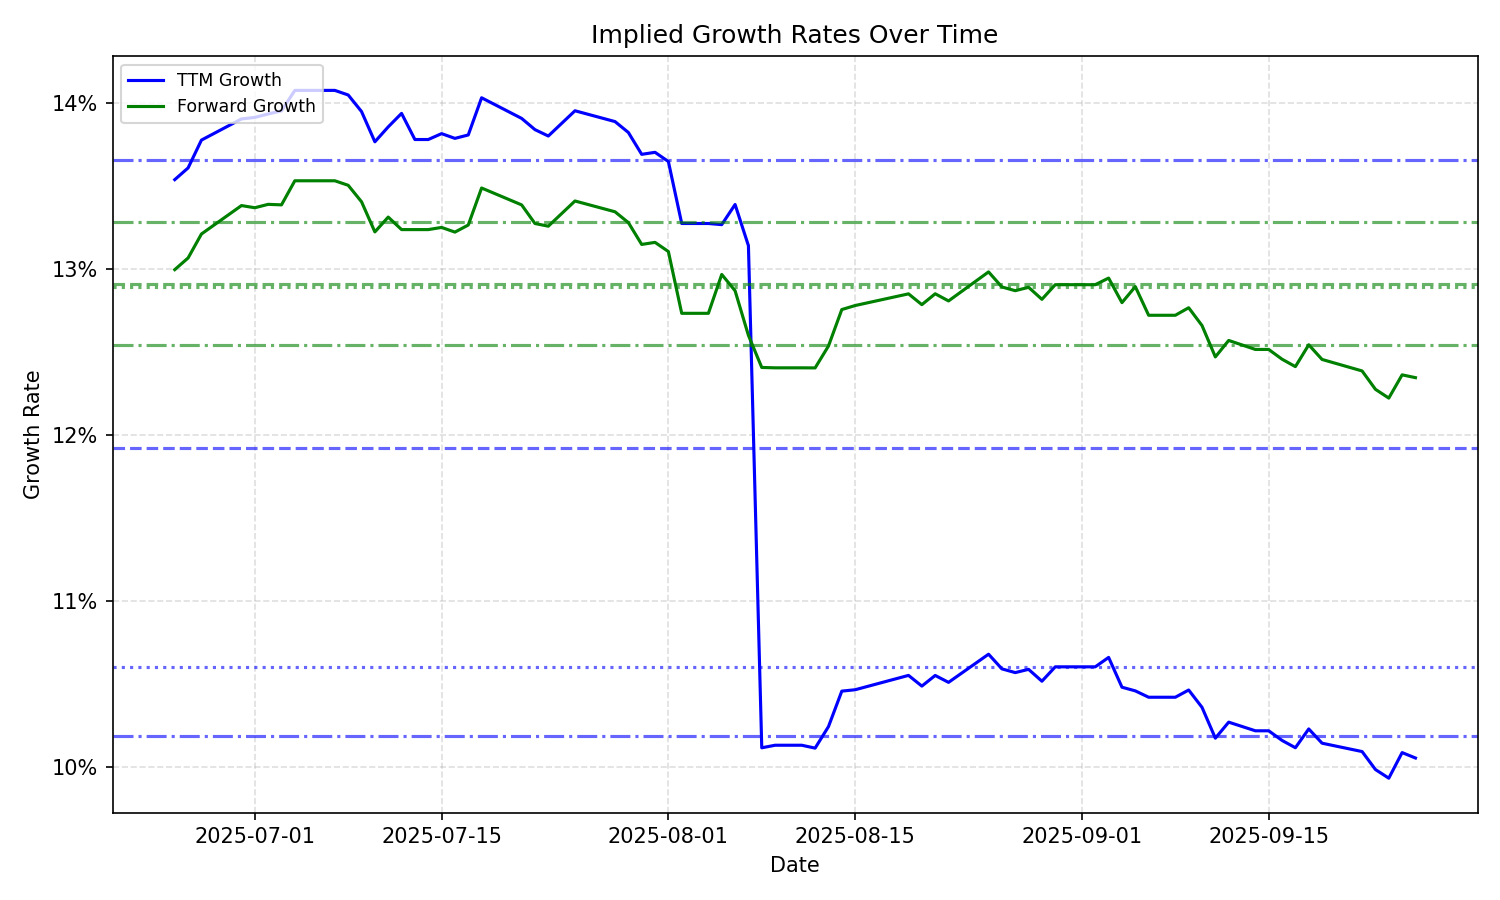 Implied Growth Rates Over Time
TTM Growth
Forward Growth
14%
13%
12%
11%
10%
Growth Rate
2025-07-01
2025-07-15
2025-08-01
2025-08-15
2025-09-01
2025-09-15
Date